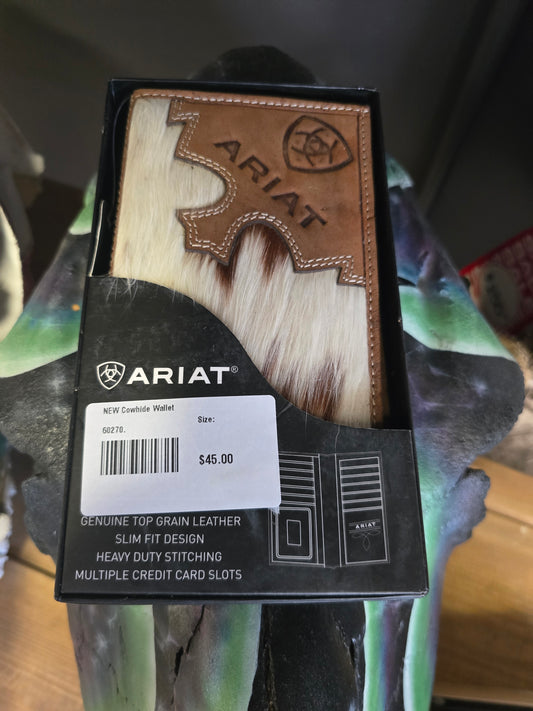 ARIAT
ARIAT®
NEW Cowhide Wallet
Size:
60270.
$45.00
GENUINE TOP GRAIN LEATHER
SLIM FIT DESIGN
HEAVY DUTY STITCHING
MULTIPLE CREDIT CARD SLOTS
ARIAT